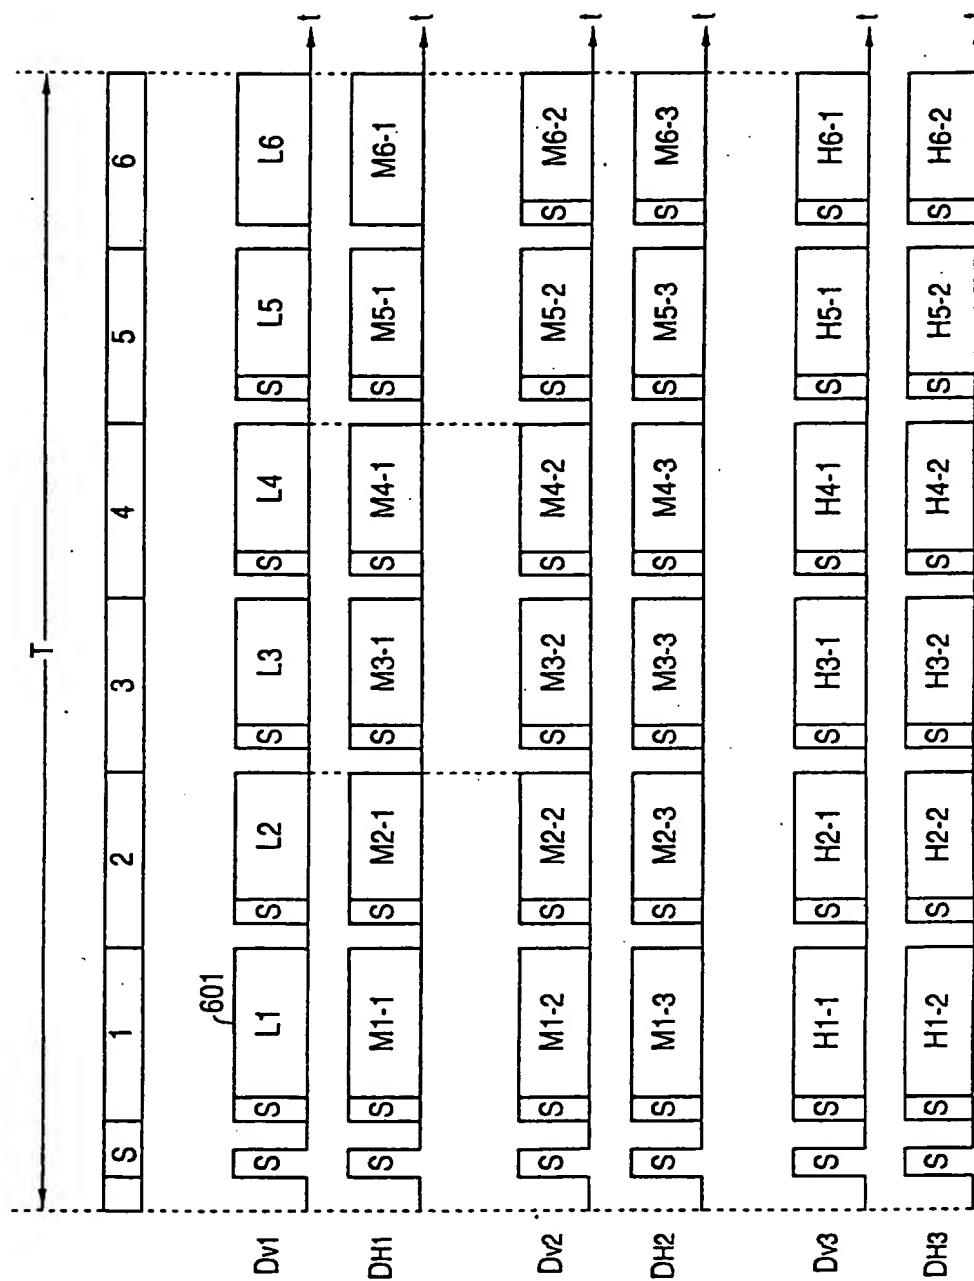 T
S 1 2 3 4 5 6
601
DV1 S S L1 S L2 S L3 S L4 S L5 L6 t
DH1 S S M1-1 S M2-1 S M3-1 S M4-1 S M5-1 M6-1 t
DV2 S S M1-2 S M2-2 S M3-2 S M4-2 S M5-2 S M6-2 t
DH2 S S M1-3 S M2-3 S M3-3 S M4-3 S M5-3 S M6-3 t
DV3 S S H1-1 S H2-1 S H3-1 S H4-1 S H5-1 S H6-1 t
DH3 S S H1-2 S H2-2 S H3-2 S H4-2 S H5-2 S H6-2 t